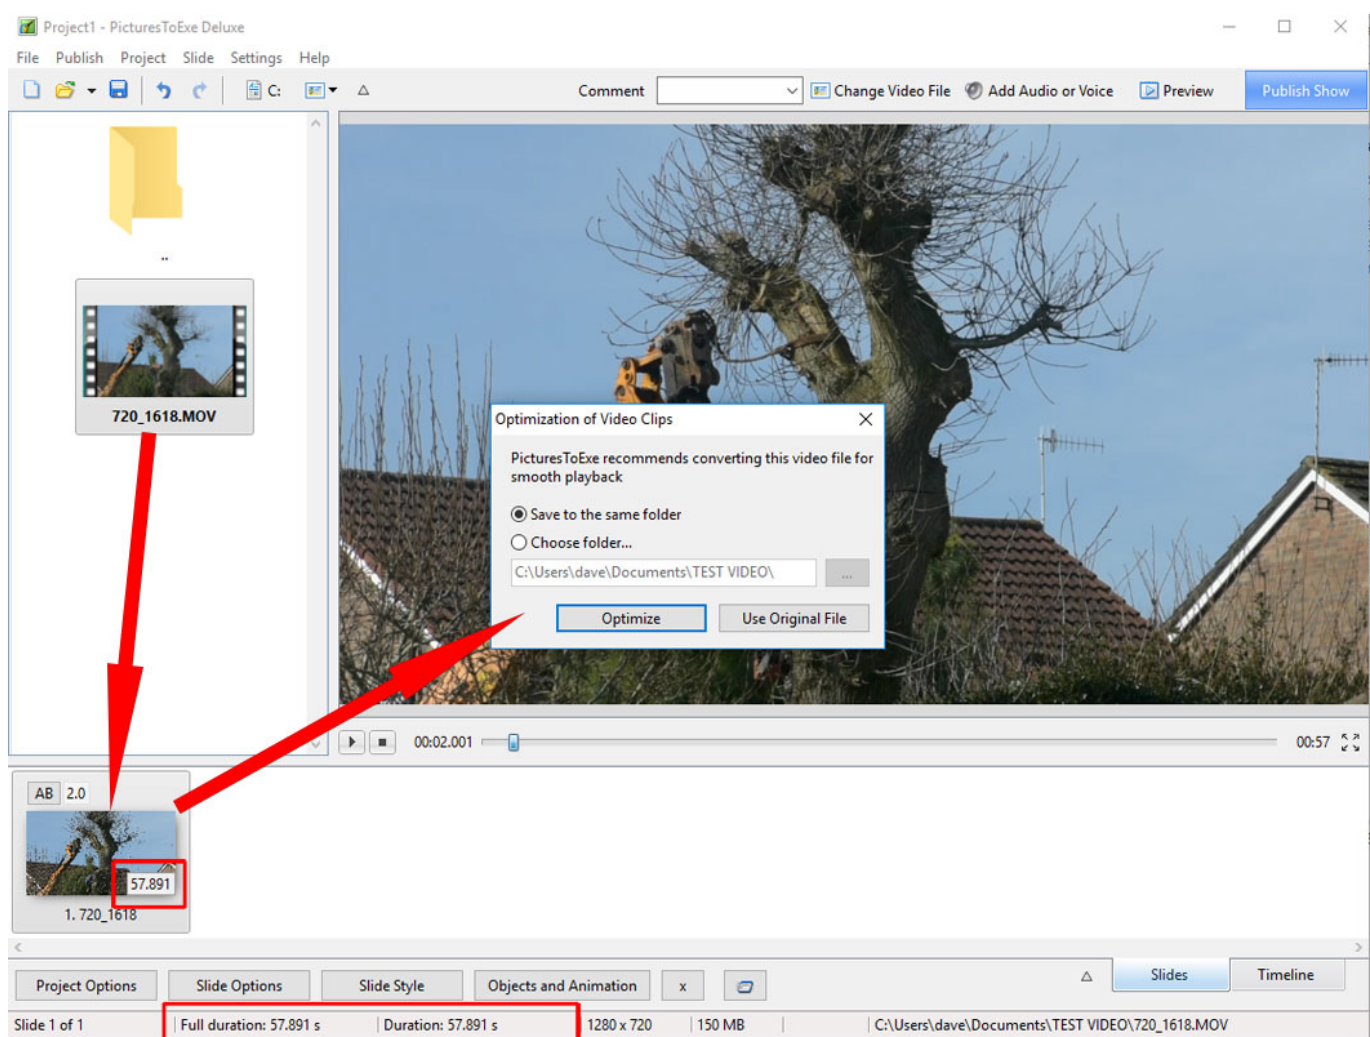 Project1 - PicturesToExe Deluxe
File Publish Project Slide Settings Help
C: Comment Change Video File Add Audio or Voice Preview Publish Show
..
720_1618.MOV
Optimization of Video Clips
PicturesToExe recommends converting this video file for
smooth playback
Save to the same folder
Choose folder...
C:\Users\dave\Documents\TEST VIDEO\ ...
Optimize Use Original File
00:02.001 00:57
AB 2.0
57.891
1. 720_1618
Project Options Slide Options Slide Style Objects and Animation x Slides Timeline
Slide 1 of 1 Full duration: 57.891 s Duration: 57.891 s 1280 x 720 150 MB C:\Users\dave\Documents\TEST VIDEO\720_1618.MOV